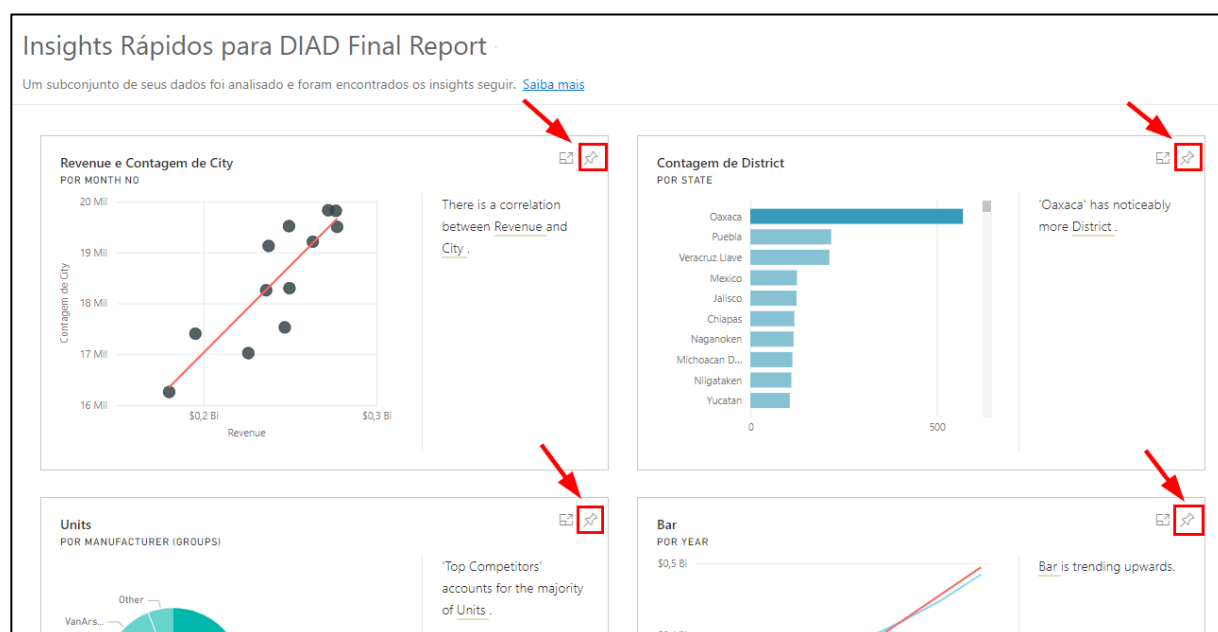 Insights Rápidos para DIAD Final Report
Um subconjunto de seus dados foi analisado e foram encontrados os insights seguir. Saiba mais
Revenue e Contagem de City
POR MONTH NO
20 Mil
19 Mil
18 Mil
17 Mil
16 Mil
Contagem de City
$0,2 Bi
$0,3 Bi
Revenue
There is a correlation
between Revenue and
City .
Contagem de District
POR STATE
Oaxaca
Puebla
Veracruz Llave
Mexico
Jalisco
Chiapas
Naganoken
Michoacan D...
Niigataken
Yucatan
0
500
'Oaxaca' has noticeably
more District .
Units
POR MANUFACTURER (GROUPS)
Other
VanArs...
'Top Competitors'
accounts for the majority
of Units .
Bar
POR YEAR
$0,5 Bi
Bar is trending upwards.